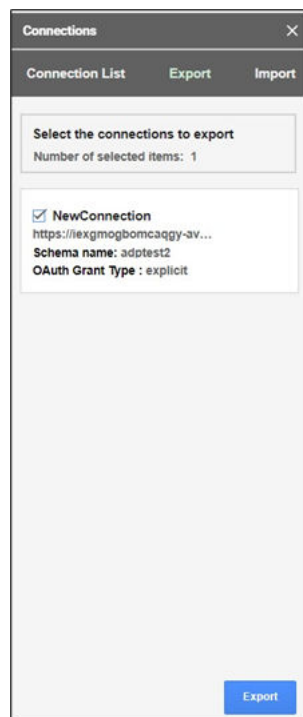 Connections
Connection List Export Import
Select the connections to export
Number of selected items: 1
NewConnection
https://iexgmogbomcaqgy-av...
Schema name: adptest2
OAuth Grant Type : explicit
Export